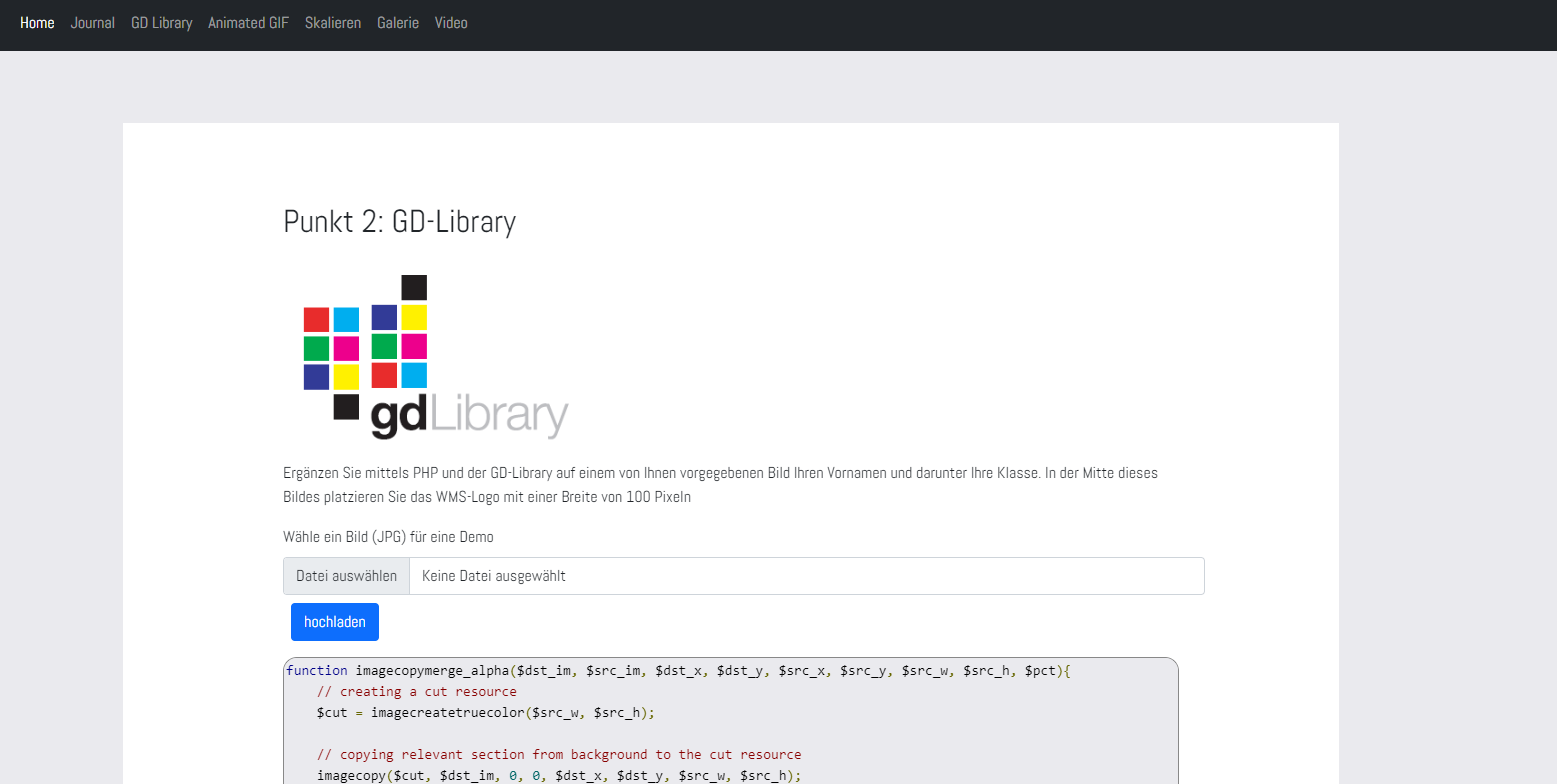 Home Journal GD Library Animated GIF Skalieren Galerie Video
Punkt 2: GD-Library
gdLibrary
Ergänzen Sie mittels PHP und der GD-Library auf einem von Ihnen vorgegebenen Bild Ihren Vornamen und darunter Ihre Klasse. In der Mitte dieses
Bildes platzieren Sie das WMS-Logo mit einer Breite von 100 Pixeln
Wähle ein Bild (JPG) für eine Demo
Datei auswählen Keine Datei ausgewählt
hochladen
function imagecopymerge_alpha($dst_im, $src_im, $dst_x, $dst_y, $src_x, $src_y, $src_w, $src_h, $pct){
// creating a cut resource
$cut = imagecreatetruecolor($src_w, $src_h);
// copying relevant section from background to the cut resource
imagecopy($cut, $dst_im, 0, 0, $dst_x, $dst_y, $src_w, $src_h);